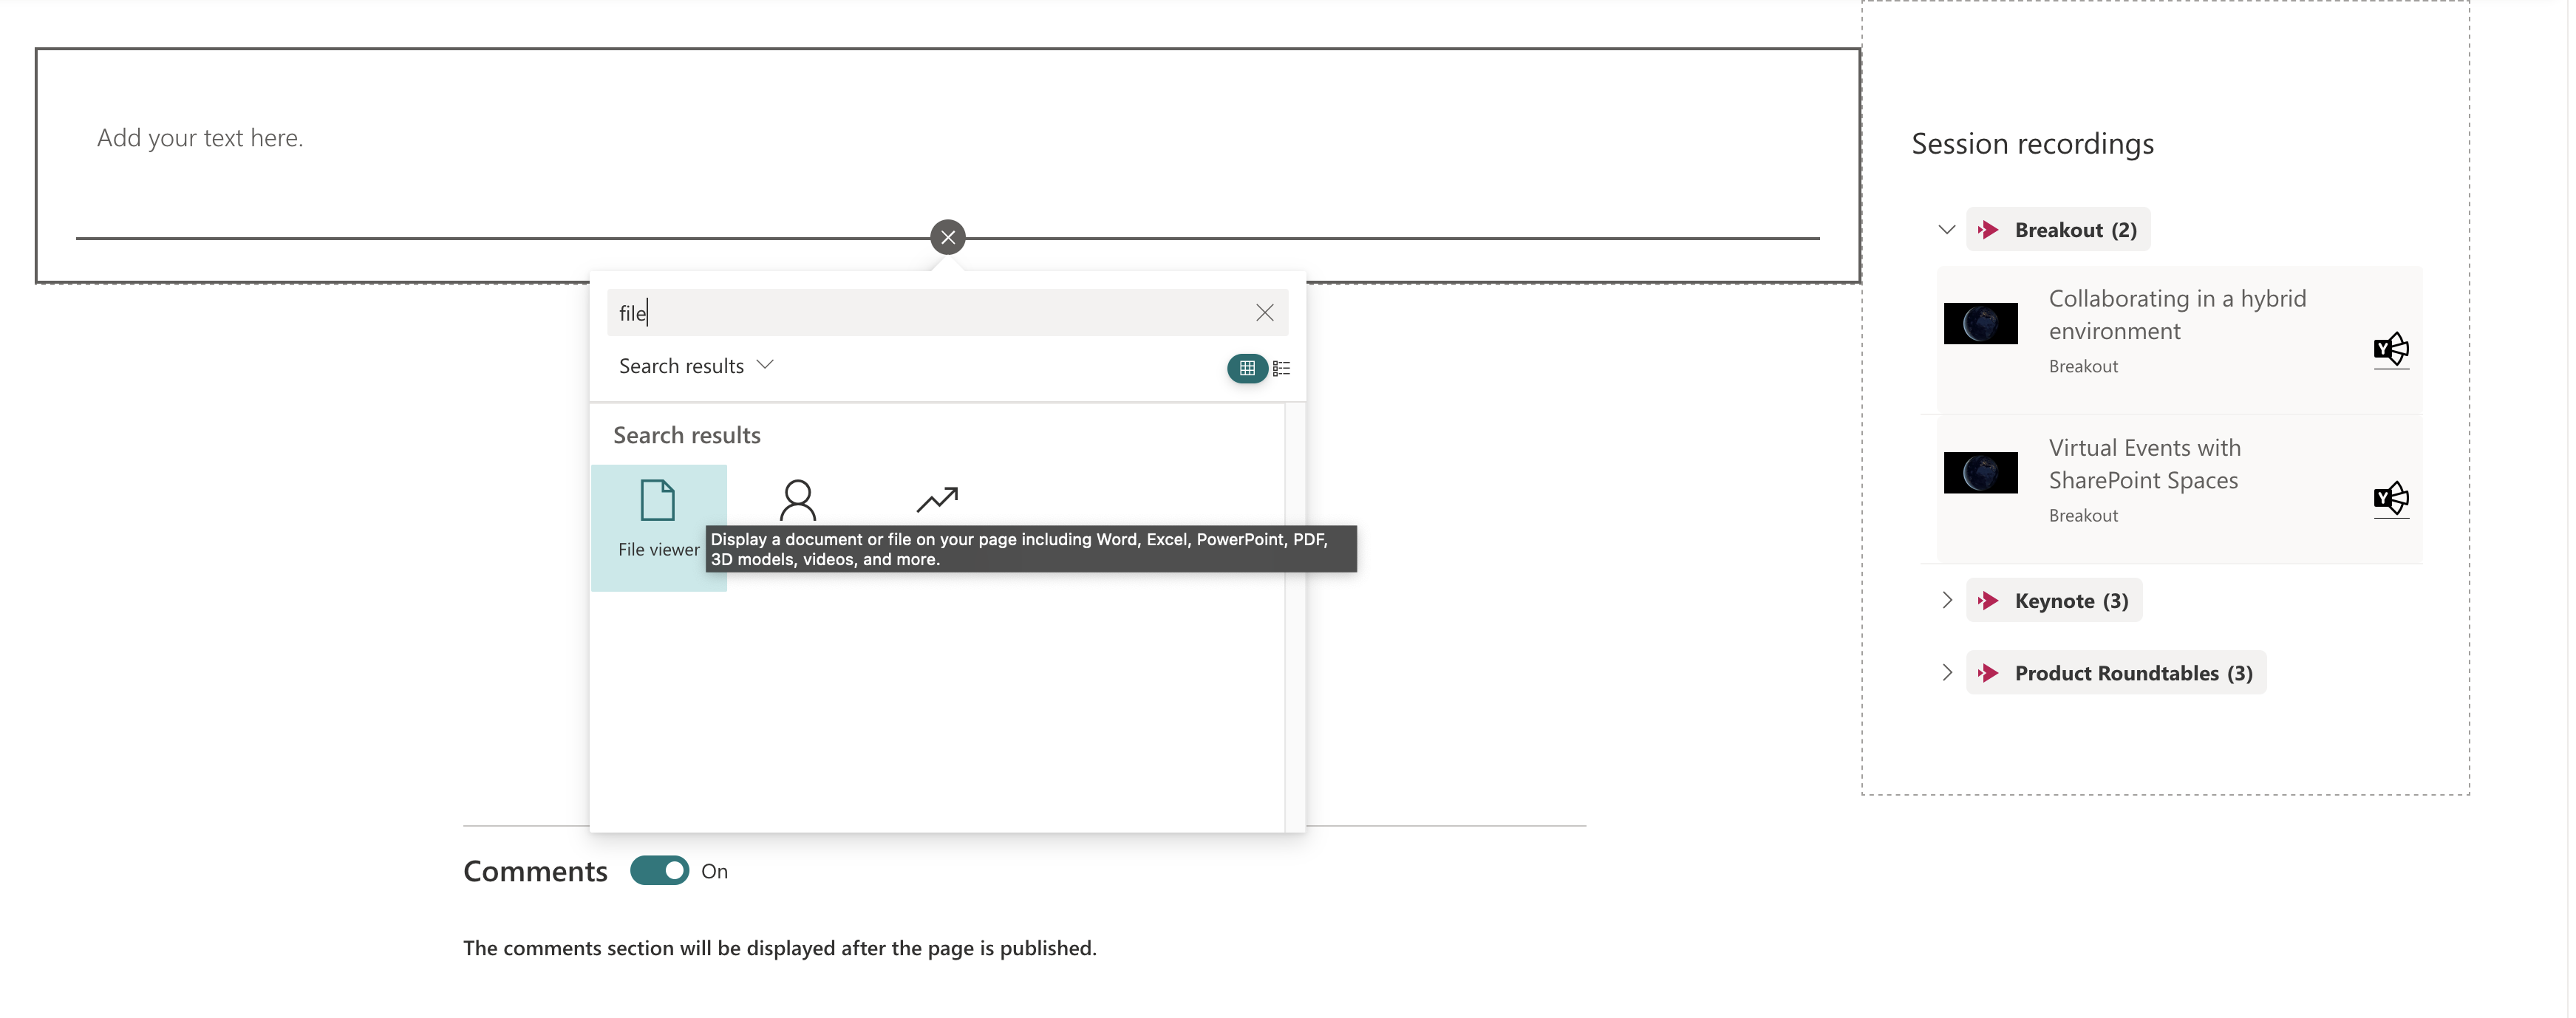 Add your text here.
file
Search results
Search results
File viewer
Display a document or file on your page including Word, Excel, PowerPoint, PDF,
3D models, videos, and more.
Session recordings
Breakout (2)
Collaborating in a hybrid
environment
Breakout
Y
Virtual Events with
SharePoint Spaces
Breakout
Y
Keynote (3)
Product Roundtables (3)
Comments
On
The comments section will be displayed after the page is published.